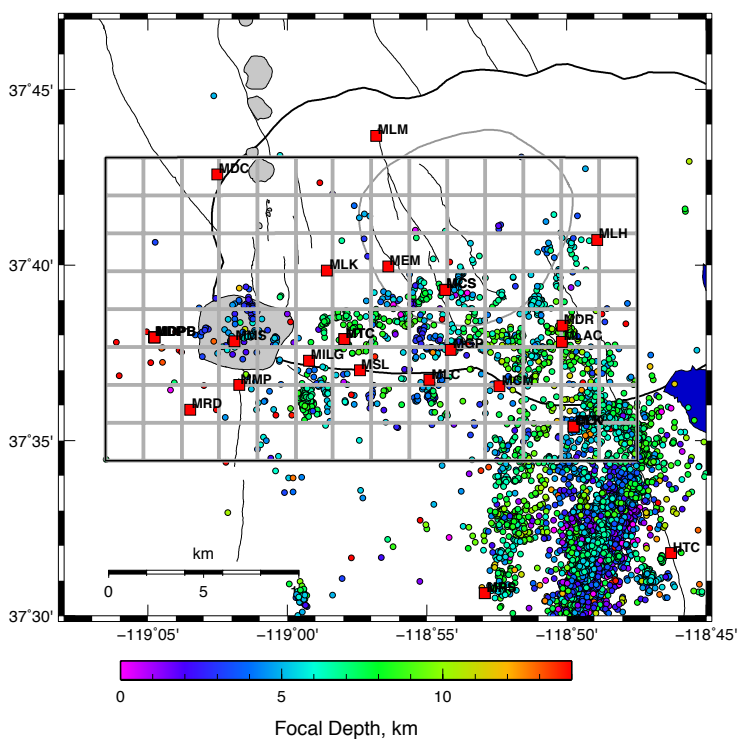 37°45'
37°40'
37°35'
37°30'
MLM
MDC
MLH
MLK
MEM
MCS
MDR
MMS
MTC
MGP
MILG
MSL
MLC
MCM
MMP
MRD
HTC
km
0 5 10
−119°05' −119°00' −118°55' −118°50' −118°45'
0 5 10
Focal Depth, km